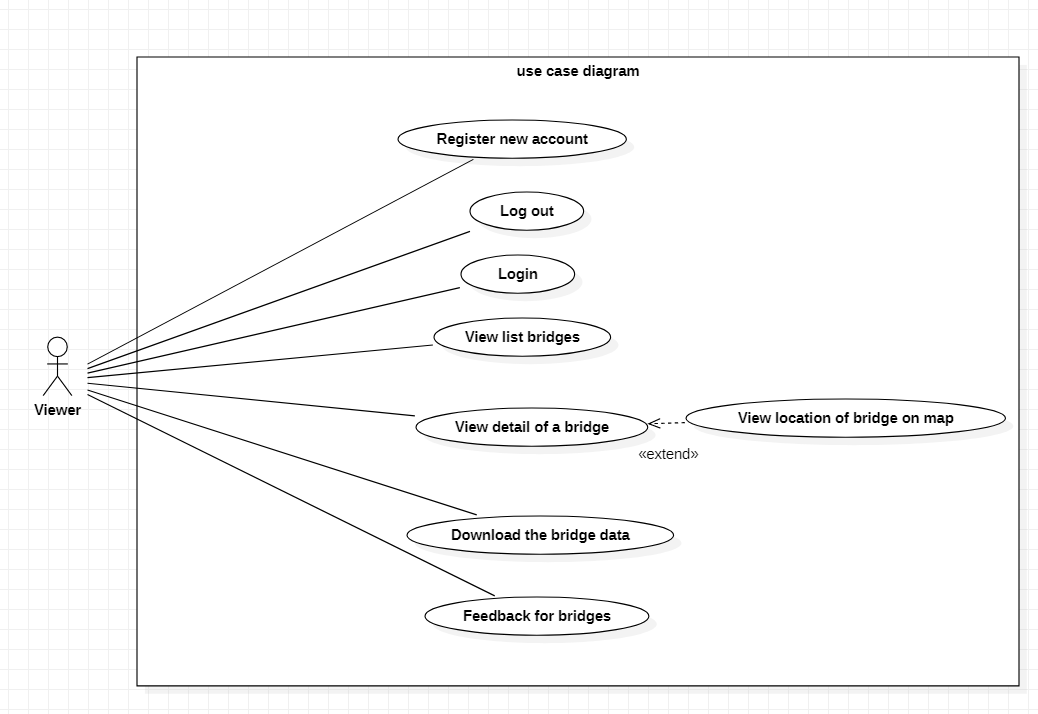 use case diagram
Register new account
Log out
Login
View list bridges
Viewer
View detail of a bridge
View location of bridge on map
«extend»
Download the bridge data
Feedback for bridges